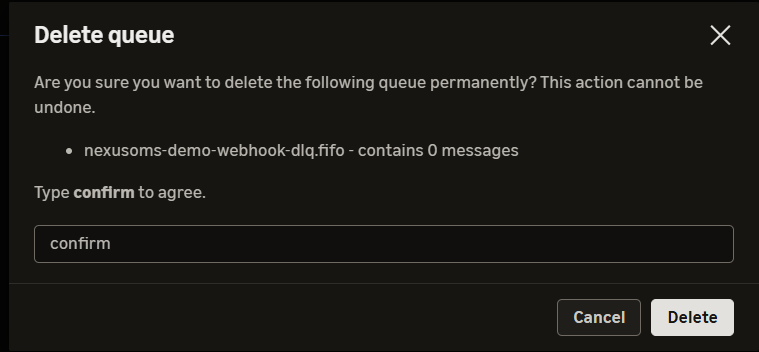 Delete queue
Are you sure you want to delete the following queue permanently? This action cannot be
undone.
• nexusoms-demo-webhook-dlq.fifo - contains 0 messages
Type confirm to agree.
confirm
Cancel Delete